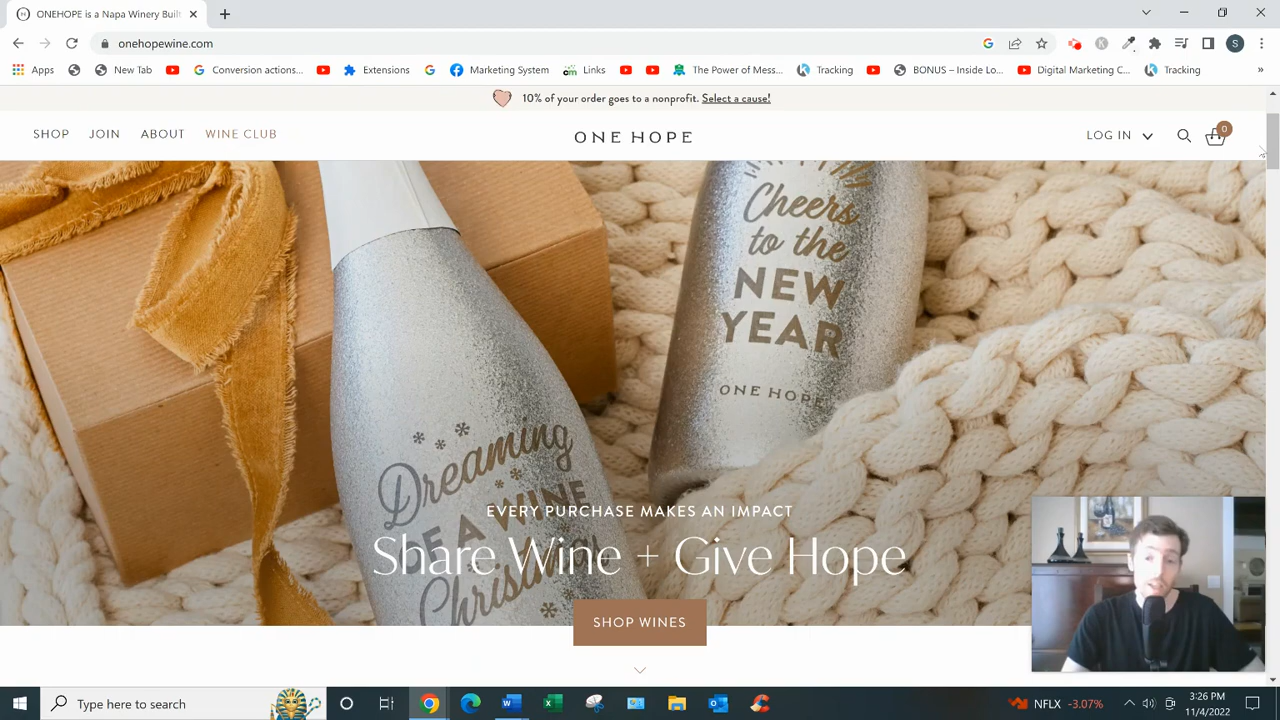 ONEHOPE is a Napa Winery Buil
onehopewine.com
Apps
New Tab
Conversion actions...
Extensions
Marketing System
Links
The Power of Mess...
Tracking
BONUS – Inside Lo...
Digital Marketing C...
Tracking
»
10% of your order goes to a nonprofit. Select a cause!
SHOP JOIN ABOUT WINE CLUB
ONE HOPE
LOG IN
0
Cheers
to the
NEW
YEAR
ONE HOPE
Dreaming
OF A WINE
Christmas
EVERY PURCHASE MAKES AN IMPACT
Share Wine + Give Hope
SHOP WINES
Type here to search
NFLX -3.07%
3:26 PM
11/4/2022